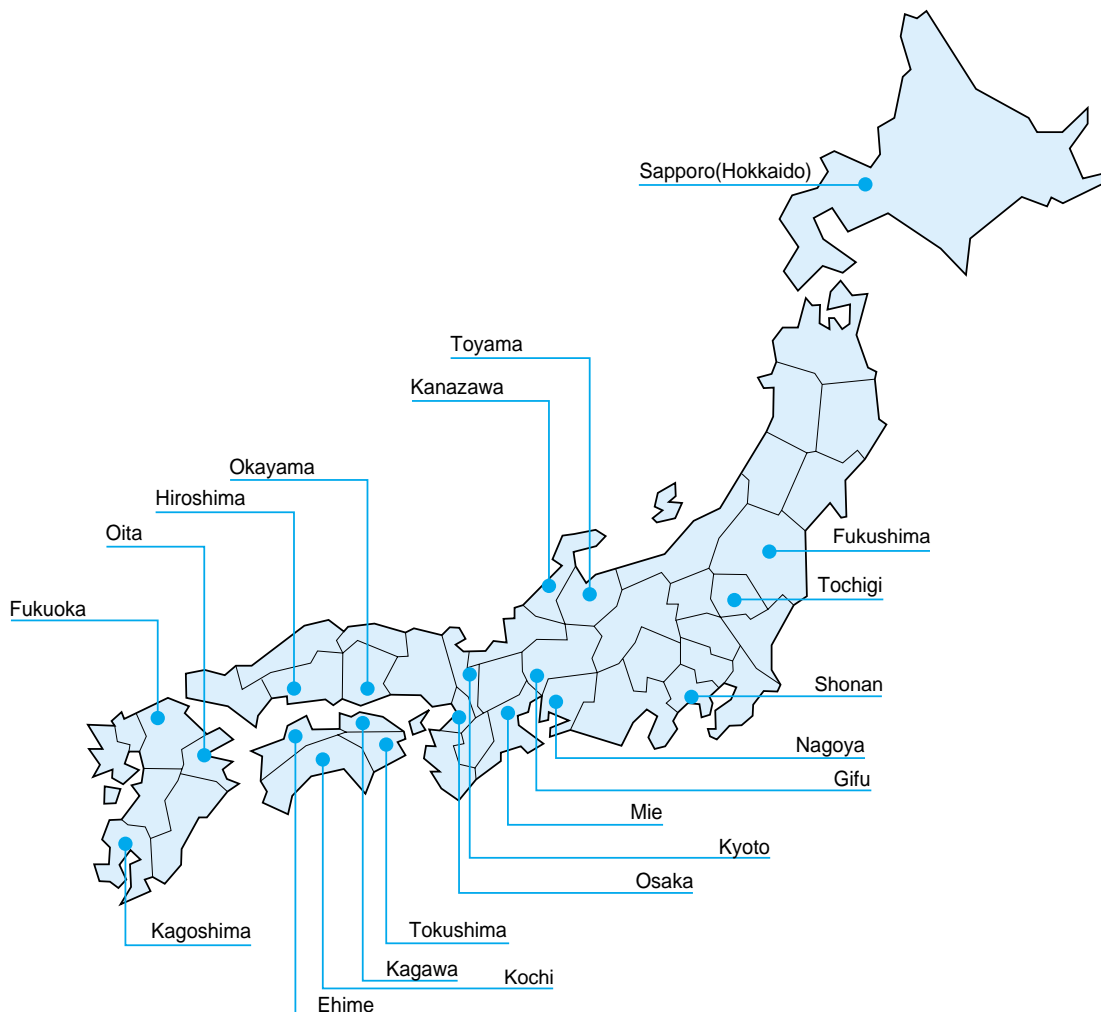 Sapporo(Hokkaido)
Toyama
Kanazawa
Okayama
Hiroshima
Oita
Fukushima
Tochigi
Fukuoka
Shonan
Nagoya
Gifu
Mie
Kyoto
Osaka
Kagoshima
Tokushima
Kagawa
Kochi
Ehime